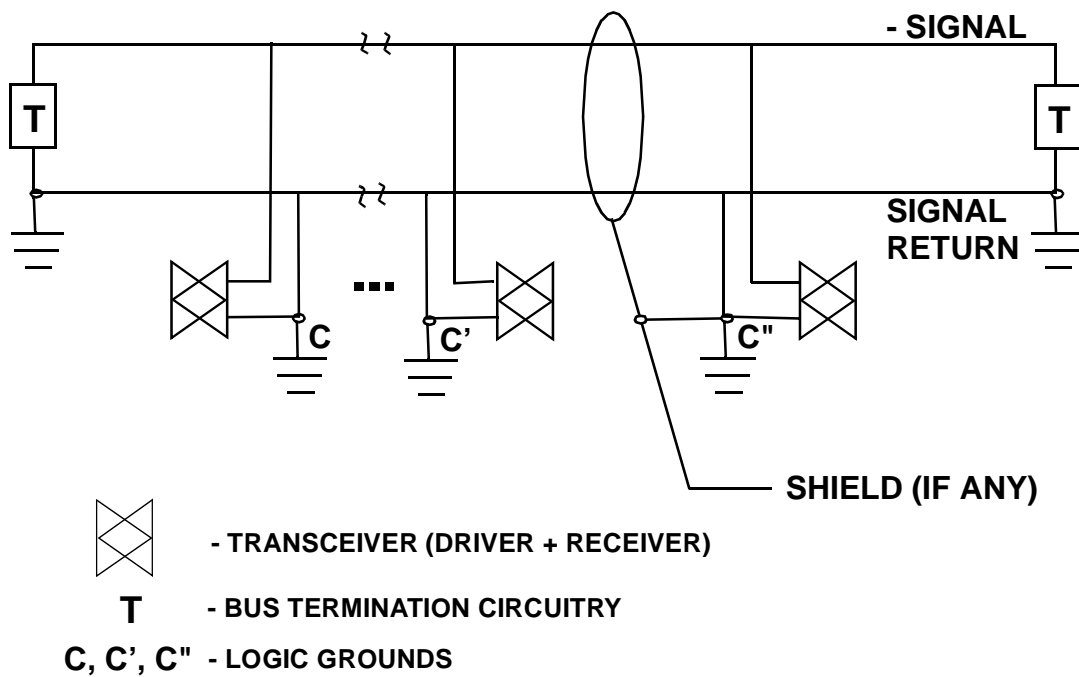 - SIGNAL
T
T
SIGNAL
RETURN
C
C’
C"
SHIELD (IF ANY)
- TRANSCEIVER (DRIVER + RECEIVER)
T - BUS TERMINATION CIRCUITRY
C, C’, C" - LOGIC GROUNDS